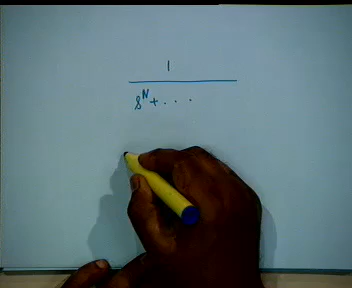 1
s^N + . . .